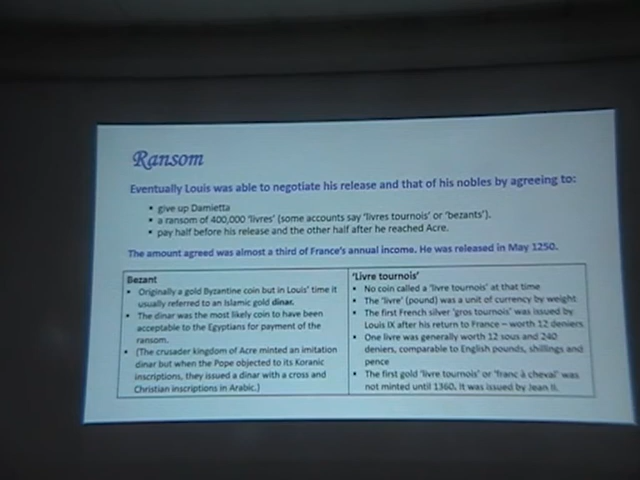 Ransom
Eventually Louis was able to negotiate his release and that of his nobles by agreeing to:
• give up Damietta
• a ransom of 400,000 'livres' (some accounts say 'livres tournois' or 'bezants').
• pay half before his release and the other half after he reached Acre.
The amount agreed was almost a third of France's annual income. He was released in May 1250.
Bezant
• Originally a gold Byzantine coin but in Louis' time it
usually referred to an Islamic gold dinar.
• The dinar was the most likely coin to have been
acceptable to the Egyptians for payment of the
ransom.
• (The crusader kingdom of Acre minted an imitation
dinar but when the Pope objected to its Koranic
inscriptions, they issued a dinar with a cross and
Christian inscriptions in Arabic.)
'Livre tournois'
• No coin called a 'livre tournois' at that time
• The 'livre' (pound) was a unit of currency by weight
• The first French silver 'gros tournois' was issued by
Louis IX after his return to France – worth 12 deniers
• One livre was generally worth 12 sous and 240
deniers, comparable to English pounds, shillings and
pence
• The first gold 'livre tournois' or 'franc à cheval' was
not minted until 1360. It was issued by Jean II.